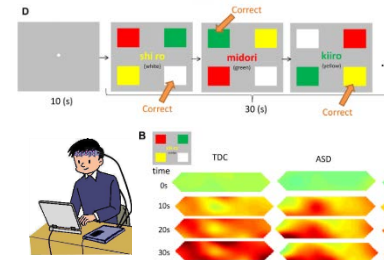 D
Correct
shi ro
(white)
midori
(green)
kiiro
(yellow)
Correct
Correct
10 (s)
30 (s)
B
TDC
ASD
time
0s
10s
20s
30s